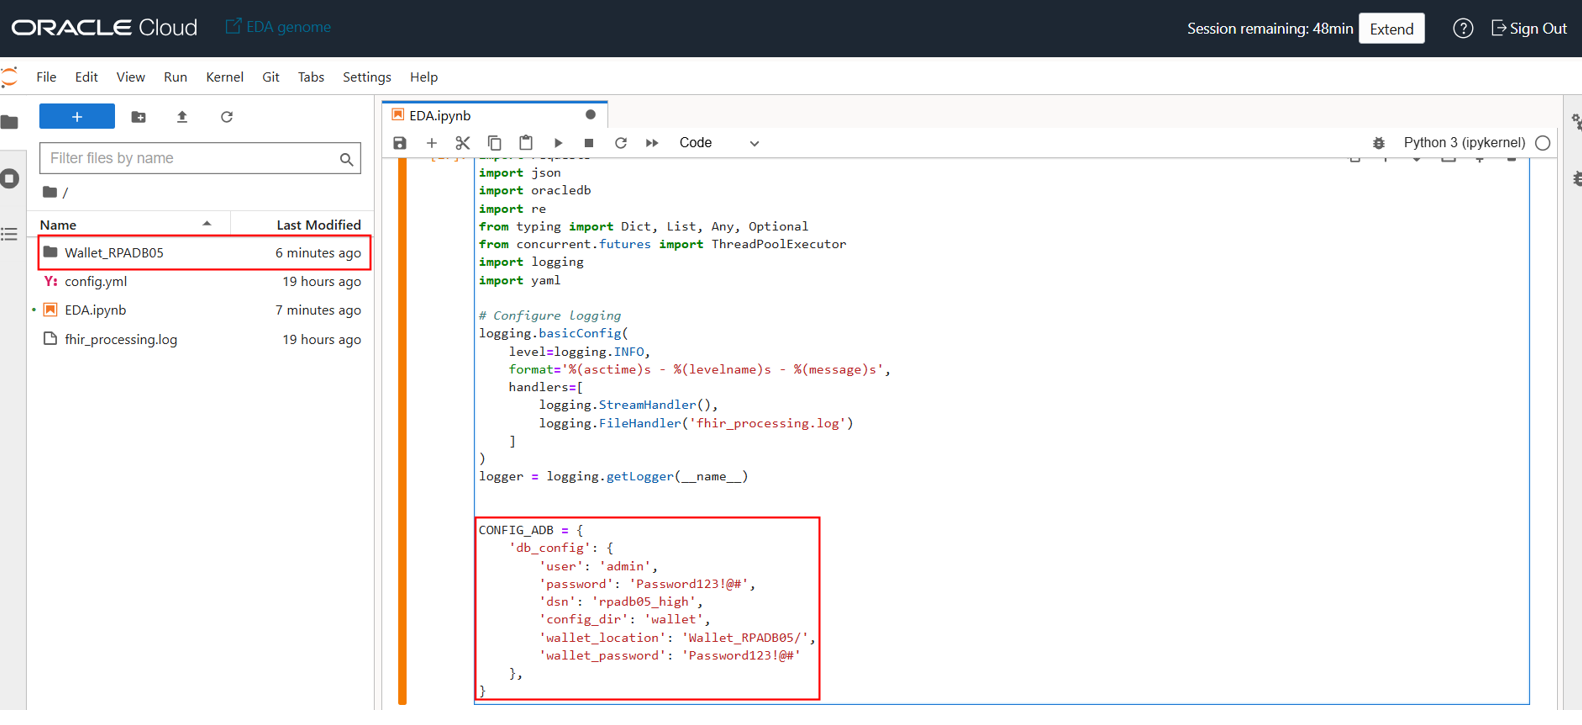 ORACLE Cloud
EDA genome
Session remaining: 48min
Extend
?
Sign Out
File Edit View Run Kernel Git Tabs Settings Help
+
EDA.ipynb
Filter files by name
Code
Python 3 (ipykernel)
/
Name Last Modified
Wallet_RPADB05 6 minutes ago
Y: config.yml 19 hours ago
EDA.ipynb 7 minutes ago
fhir_processing.log 19 hours ago
import json
import oracledb
import re
from typing import Dict, List, Any, Optional
from concurrent.futures import ThreadPoolExecutor
import logging
import yaml
# Configure logging
logging.basicConfig(
level=logging.INFO,
format='%(asctime)s - %(levelname)s - %(message)s',
handlers=[
logging.StreamHandler(),
logging.FileHandler('fhir_processing.log')
]
)
logger = logging.getLogger(__name__)
CONFIG_ADB = {
'db_config': {
'user': 'admin',
'password': 'Password123!@#',
'dsn': 'rpadb05_high',
'config_dir': 'wallet',
'wallet_location': 'Wallet_RPADB05/',
'wallet_password': 'Password123!@#'
},
}